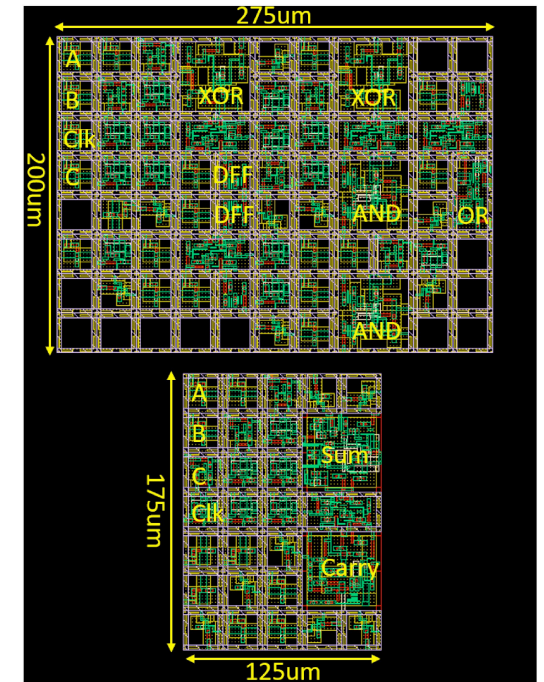 275um
200um
A
B
XOR
XOR
Clk
C
DFF
DFF
AND
OR
AND
175um
A
B
Sum
C
Clk
Carry
125um